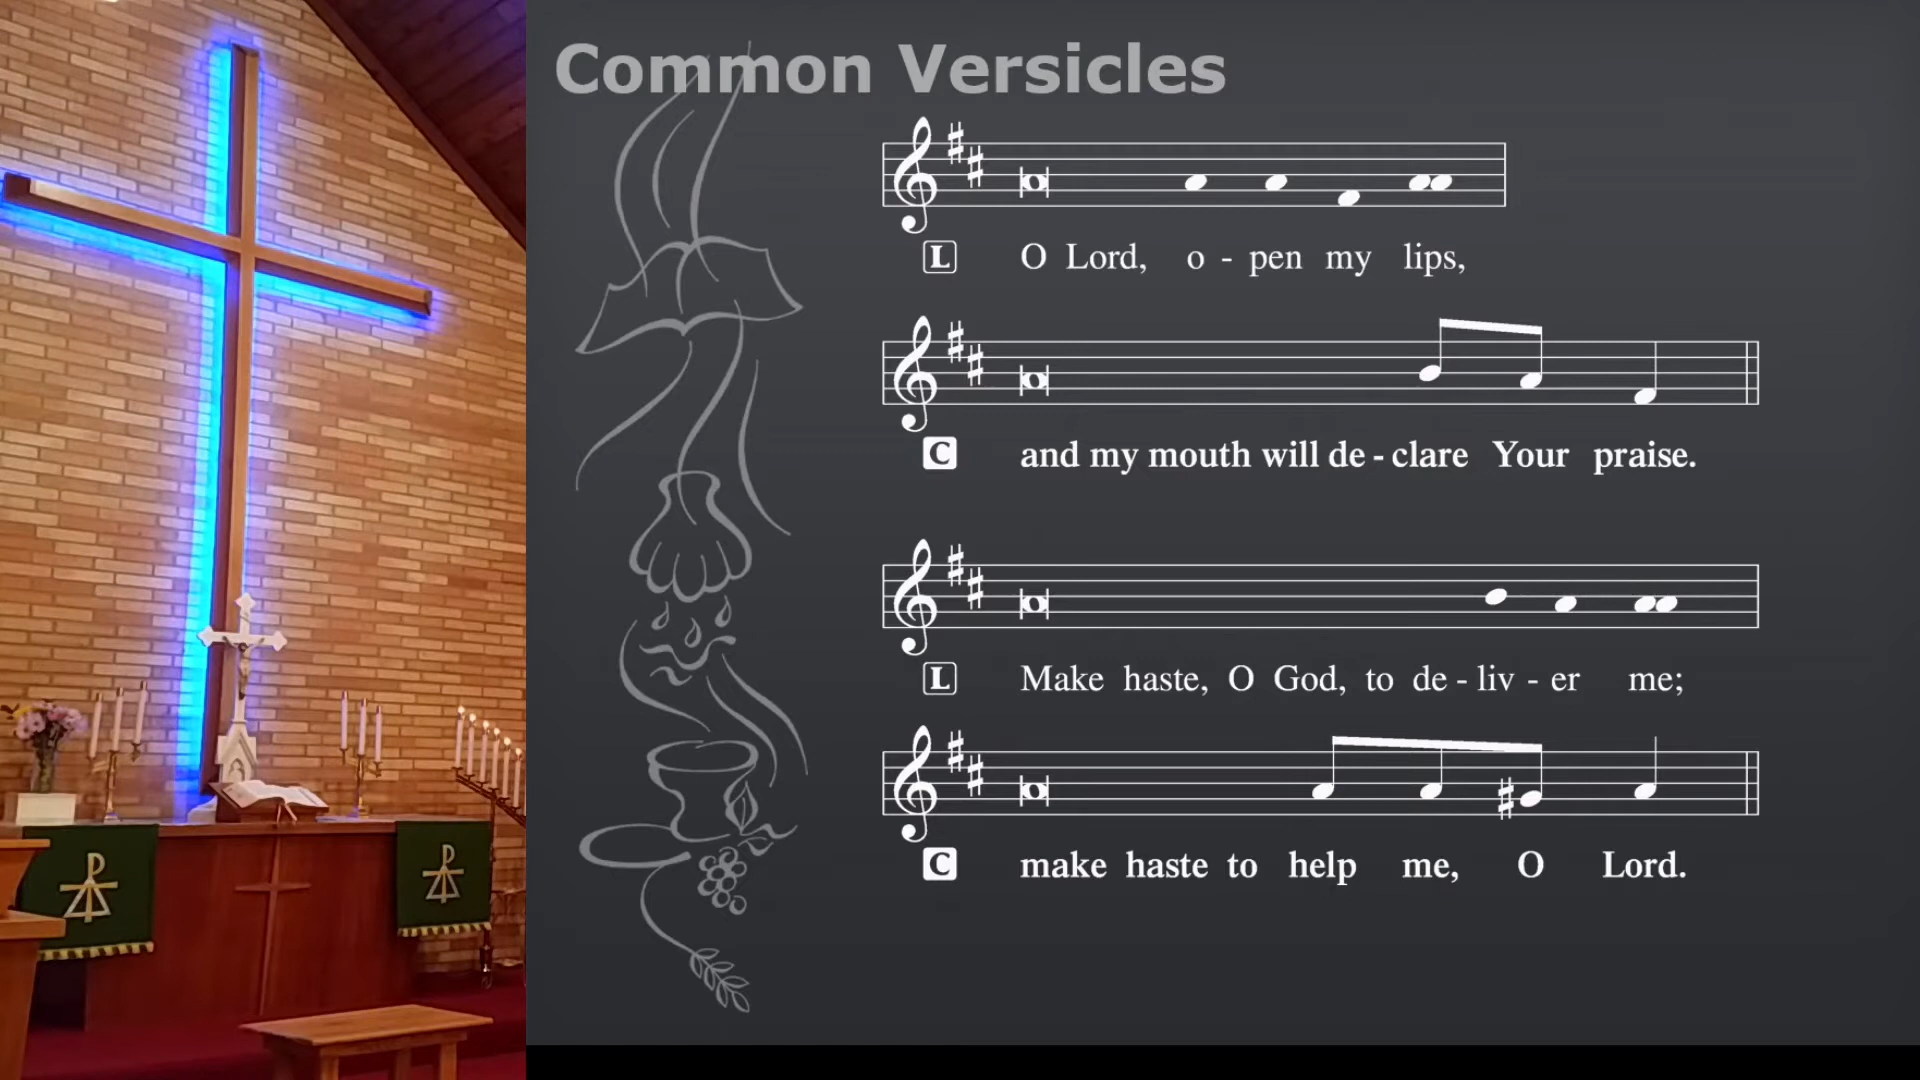 Common Versicles
L O Lord, o - pen my lips,
C and my mouth will de - clare Your praise.
L Make haste, O God, to de - liv - er me;
C make haste to help me, O Lord.